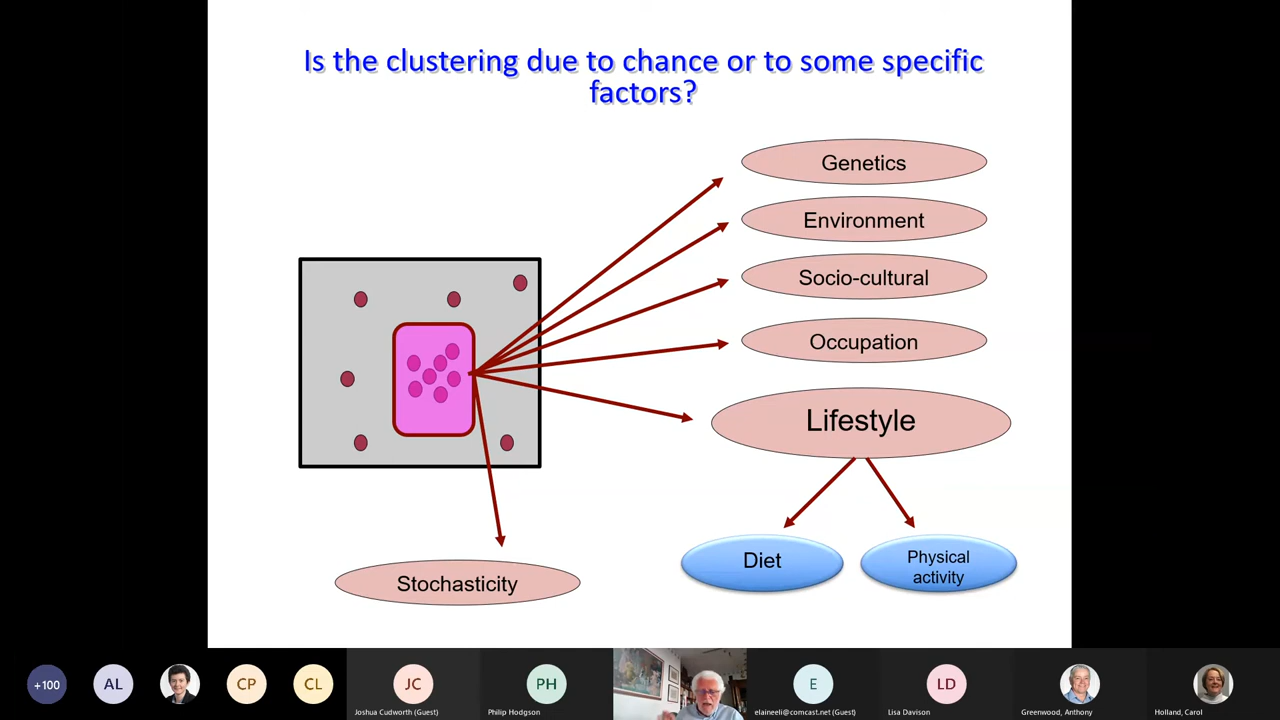 Is the clustering due to chance or to some specific
factors?
Genetics
Environment
Socio-cultural
Occupation
Lifestyle
Diet
Physical
activity
Stochasticity
+100
AL
CP
CL
JC
Joshua Cudworth (Guest)
PH
Philip Hodgson
E
elaineeli@comcast.net (Guest)
LD
Lisa Davison
Greenwood, Anthony
Holland, Carol